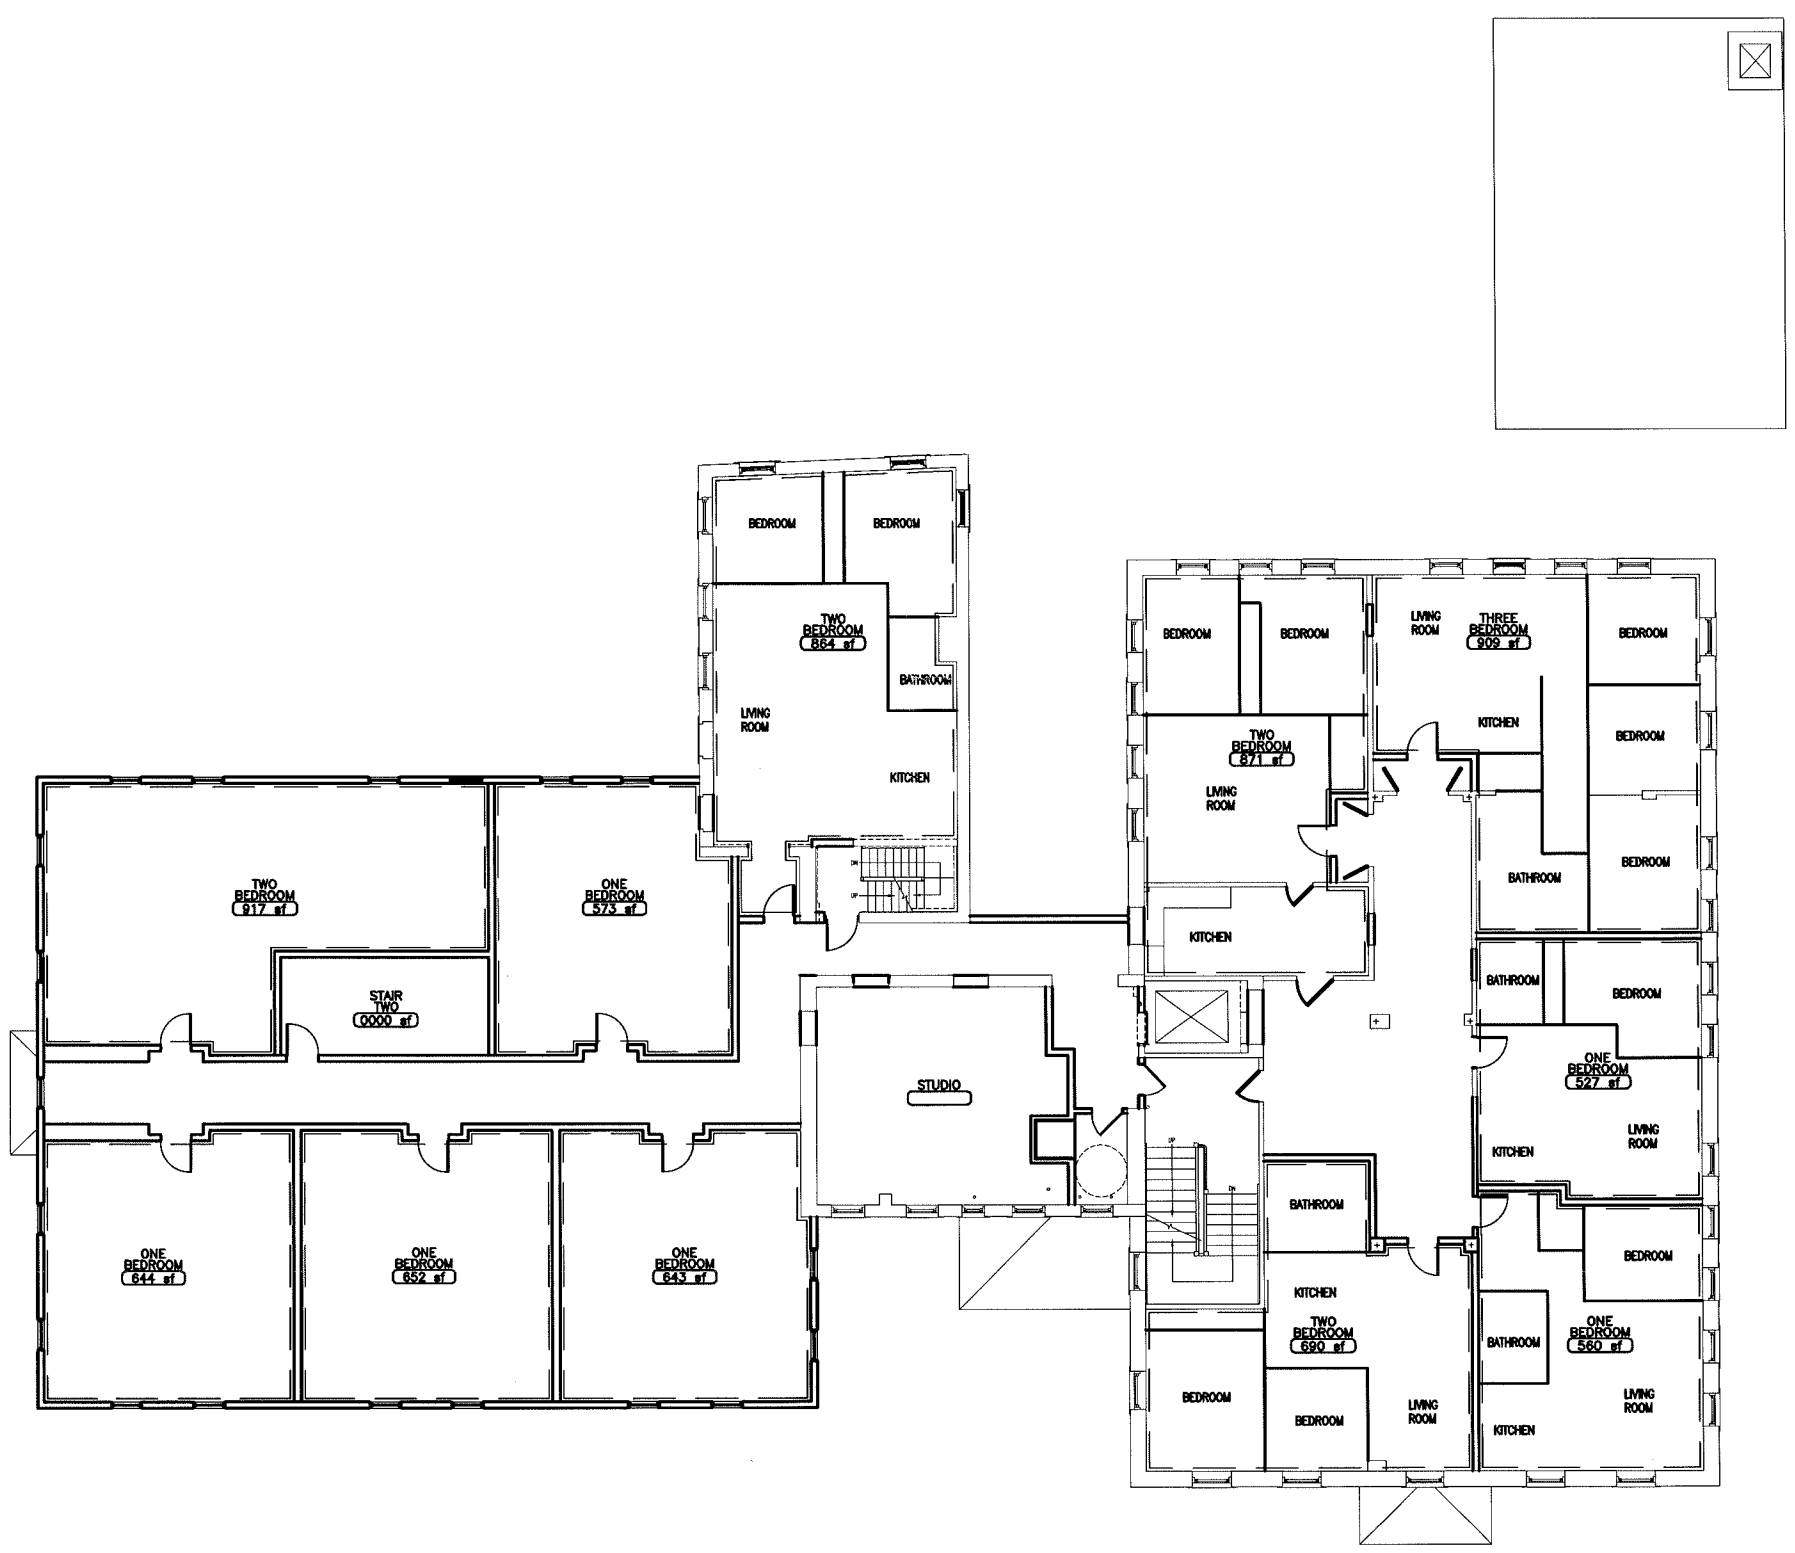 BEDROOM
BEDROOM
TWO
BEDROOM
864 sf
BATHROOM
LIVING
ROOM
KITCHEN
DN
UP
BEDROOM
BEDROOM
TWO
BEDROOM
871 sf
LIVING
ROOM
KITCHEN
LIVING
ROOM
THREE
BEDROOM
909 sf
BEDROOM
KITCHEN
BEDROOM
BEDROOM
BATHROOM
TWO
BEDROOM
917 sf
ONE
BEDROOM
573 sf
STAIR
TWO
0000 sf
STUDIO
BATHROOM
BEDROOM
ONE
BEDROOM
527 sf
LIVING
ROOM
KITCHEN
UP
DN
BATHROOM
KITCHEN
TWO
BEDROOM
690 sf
BEDROOM
BEDROOM
LIVING
ROOM
BEDROOM
ONE
BEDROOM
560 sf
BATHROOM
LIVING
ROOM
KITCHEN
ONE
BEDROOM
644 sf
ONE
BEDROOM
652 sf
ONE
BEDROOM
643 sf